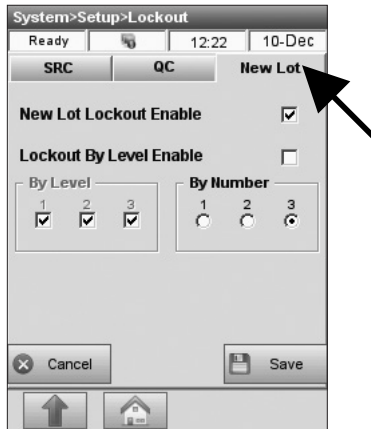 System>Setup>Lockout
Ready 12:22 10-Dec
SRC QC New Lot
New Lot Lockout Enable
Lockout By Level Enable
By Level By Number
1 2 3 1 2 3
Cancel Save